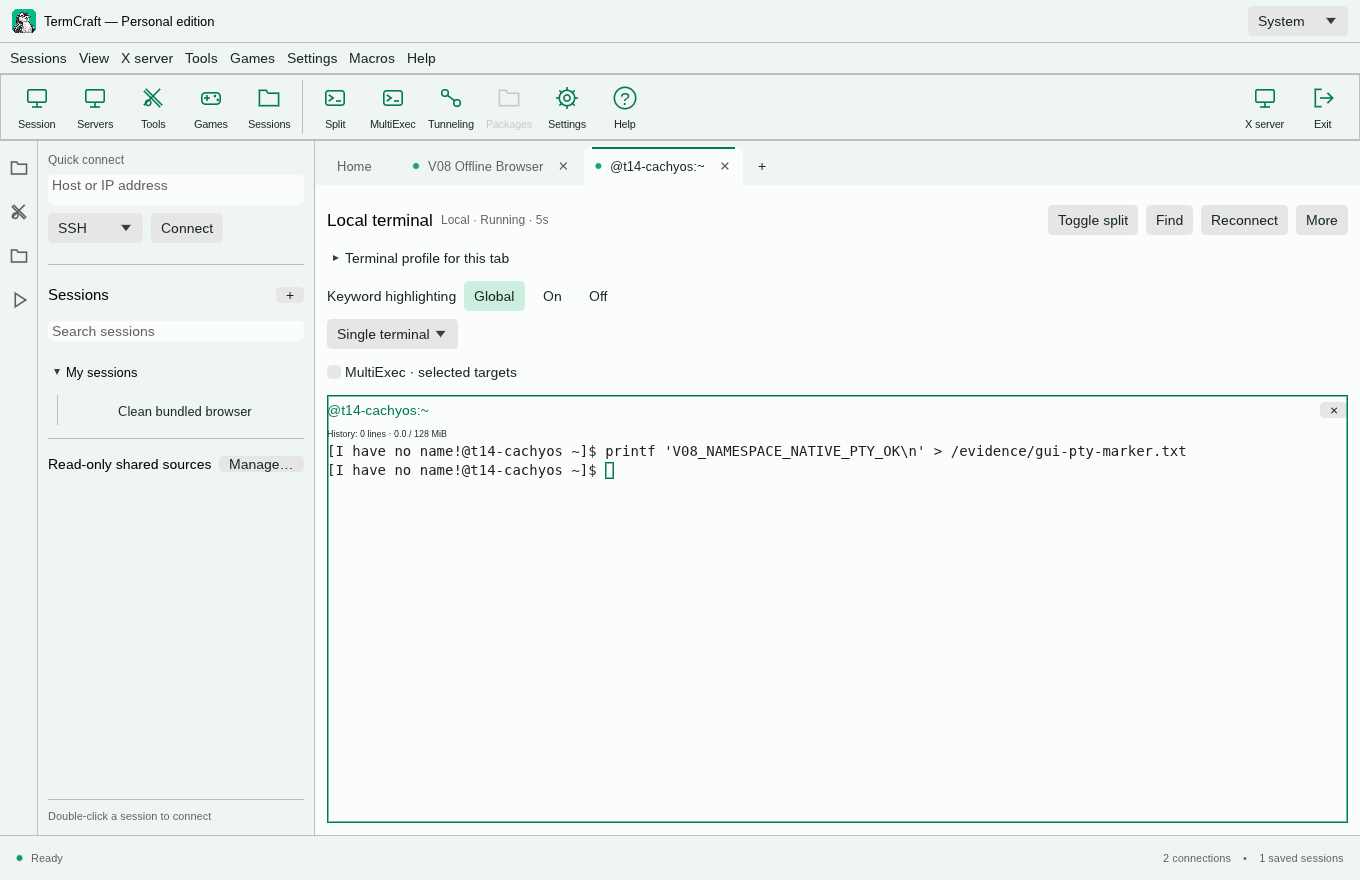 TermCraft — Personal edition
System
Sessions View X server Tools Games Settings Macros Help
Session Servers Tools Games Sessions Split MultiExec Tunneling Packages Settings Help X server Exit
Quick connect
Host or IP address
SSH Connect
Sessions +
Search sessions
My sessions
Clean bundled browser
Read-only shared sources Manage…
Double-click a session to connect
Home V08 Offline Browser ✕ @t14-cachyos:~ ✕ +
Local terminal Local · Running · 5s Toggle split Find Reconnect More
Terminal profile for this tab
Keyword highlighting Global On Off
Single terminal
MultiExec · selected targets
@t14-cachyos:~ ✕
History: 0 lines · 0.0 / 128 MiB
[I have no name!@t14-cachyos ~]$ printf 'V08_NAMESPACE_NATIVE_PTY_OK\n' > /evidence/gui-pty-marker.txt
[I have no name!@t14-cachyos ~]$
Ready 2 connections • 1 saved sessions